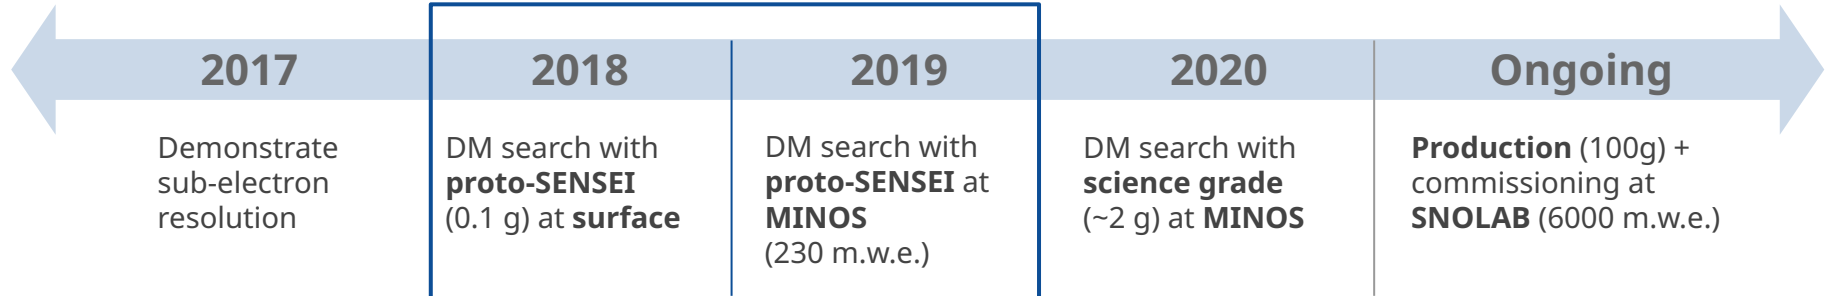 2017
2018
2019
2020
Ongoing
Demonstrate
sub-electron
resolution
DM search with
proto-SENSEI
(0.1 g) at surface
DM search with
proto-SENSEI at
MINOS
(230 m.w.e.)
DM search with
science grade
(~2 g) at MINOS
Production (100g) +
commissioning at
SNOLAB (6000 m.w.e.)